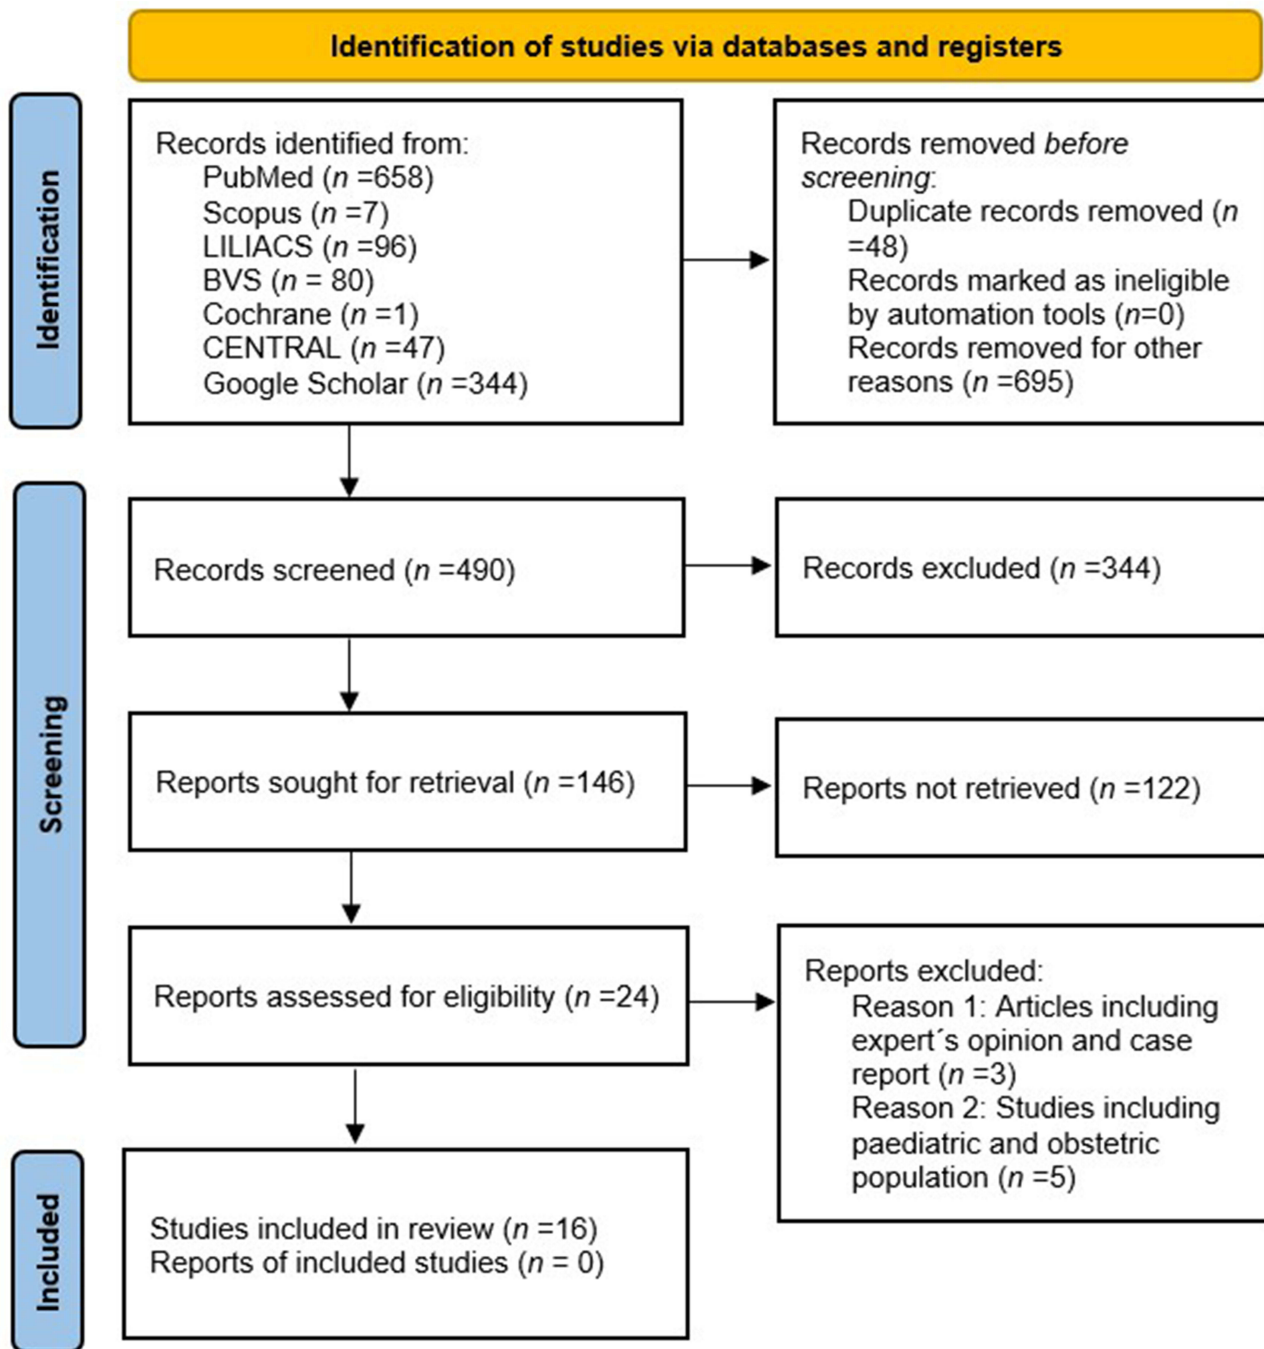 Identification of studies via databases and registers
Identification
Records identified from:
PubMed (n =658)
Scopus (n =7)
LILIACS (n =96)
BVS (n = 80)
Cochrane (n =1)
CENTRAL (n =47)
Google Scholar (n =344)
Records removed before
screening:
Duplicate records removed (n
=48)
Records marked as ineligible
by automation tools (n=0)
Records removed for other
reasons (n =695)
Screening
Records screened (n =490)
Records excluded (n =344)
Reports sought for retrieval (n =146)
Reports not retrieved (n =122)
Reports assessed for eligibility (n =24)
Reports excluded:
Reason 1: Articles including
expert´s opinion and case
report (n =3)
Reason 2: Studies including
paediatric and obstetric
population (n =5)
Included
Studies included in review (n =16)
Reports of included studies (n = 0)